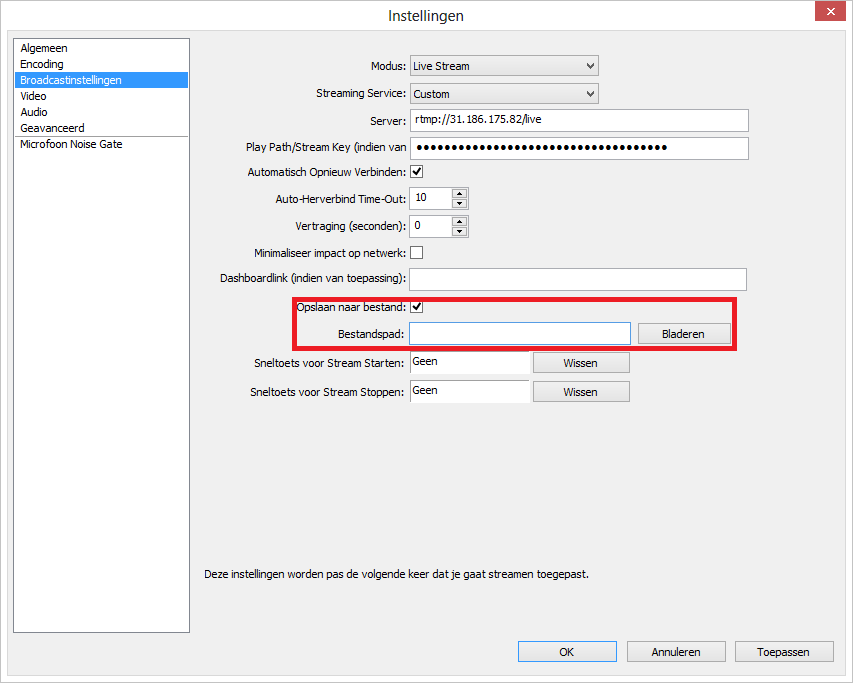 Instellingen
Algemeen
Encoding
Broadcastinstellingen
Video
Audio
Geavanceerd
Microfoon Noise Gate
Modus: Live Stream
Streaming Service: Custom
Server: rtmp://31.186.175.82/live
Play Path/Stream Key (indien van ●●●●●●●●●●●●●●●●●●●●●●●●●●●●●●●●●●●●
Automatisch Opnieuw Verbinden:
Auto-Herverbind Time-Out: 10
Vertraging (seconden): 0
Minimaliseer impact op netwerk:
Dashboardlink (indien van toepassing):
Opslaan naar bestand:
Bestandspad: Bladeren
Sneltoets voor Stream Starten: Geen Wissen
Sneltoets voor Stream Stoppen: Geen Wissen
Deze instellingen worden pas de volgende keer dat je gaat streamen toegepast.
OK Annuleren Toepassen